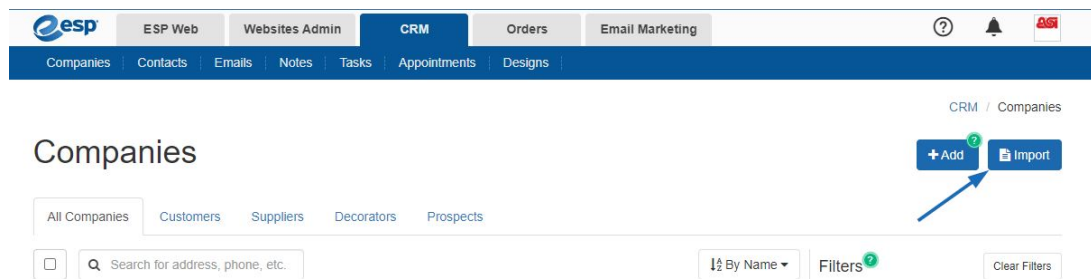 esp ESP Web Websites Admin CRM Orders Email Marketing ? ASI
Companies Contacts Emails Notes Tasks Appointments Designs
CRM / Companies
Companies
+ Add ? Import
All Companies Customers Suppliers Decorators Prospects
Search for address, phone, etc. By Name Filters ? Clear Filters